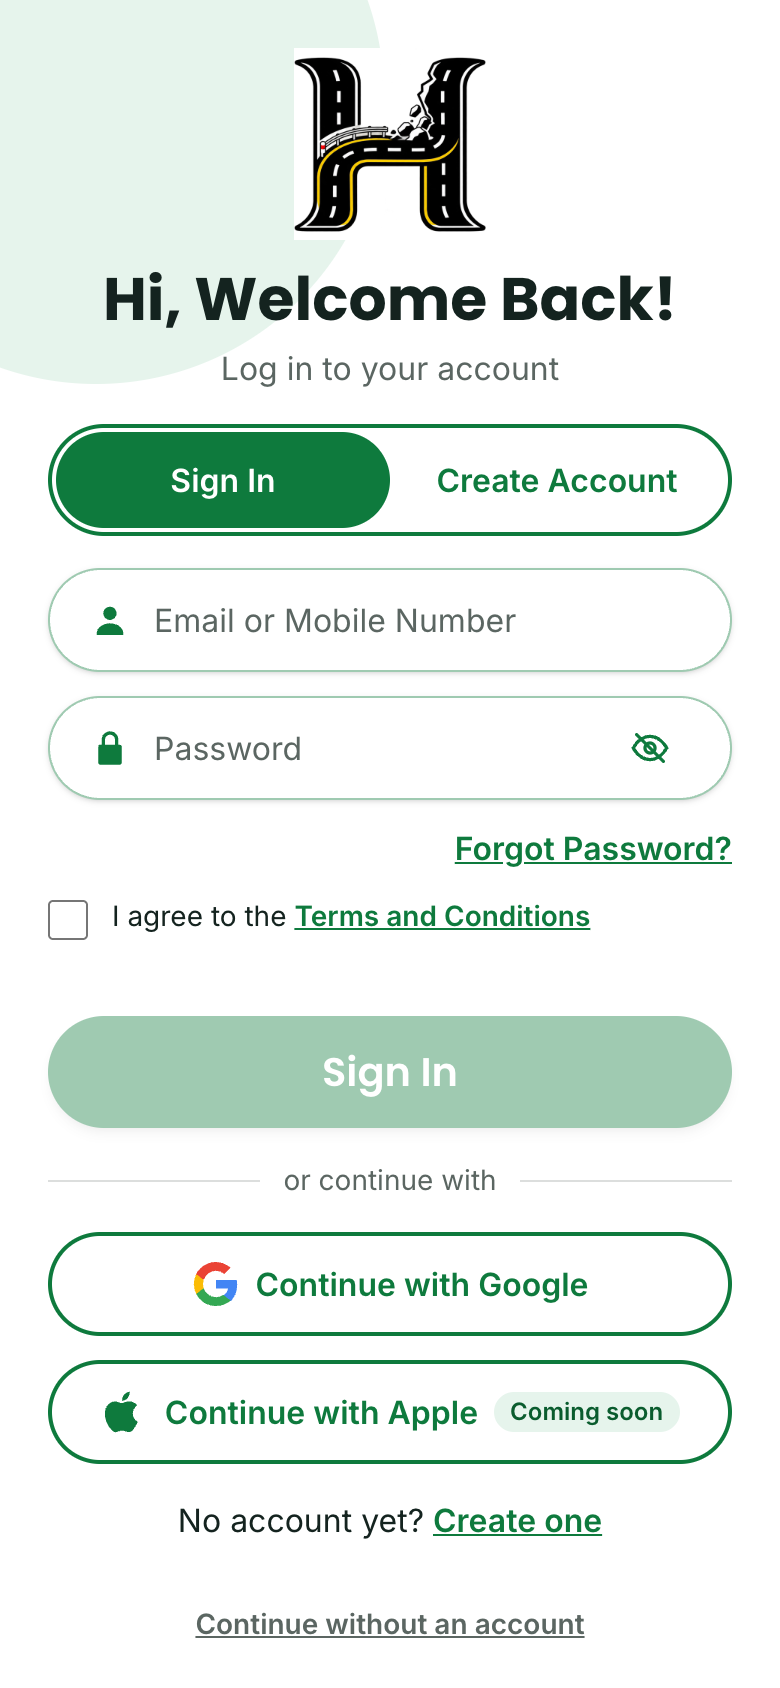 Hi, Welcome Back!
Log in to your account
Sign In
Create Account
Email or Mobile Number
Password
Forgot Password?
I agree to the Terms and Conditions
Sign In
or continue with
Continue with Google
Continue with Apple Coming soon
No account yet? Create one
Continue without an account